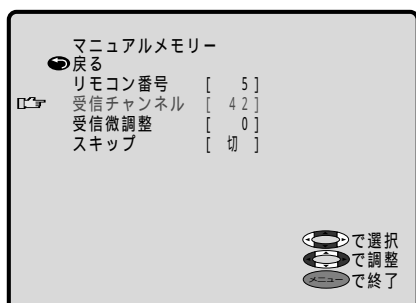 マニュアルメモリー
戻る
リモコン番号 [ 5]
受信チャンネル [ 42]
受信微調整 [ 0]
スキップ [ 切 ]
で選択
で調整
メニュー で終了